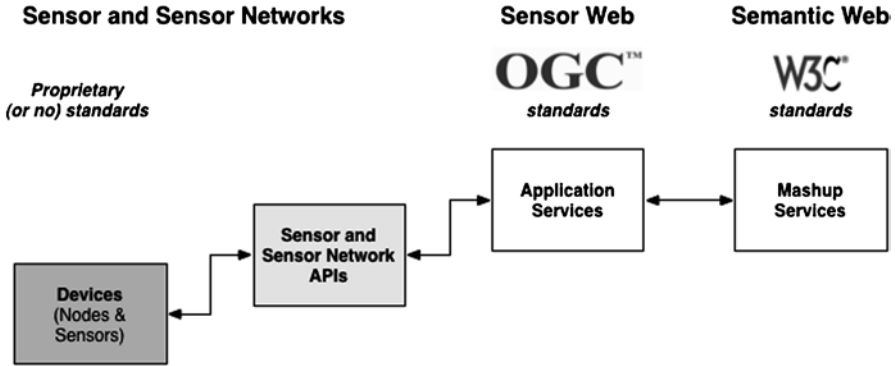 Sensor and Sensor Networks
Sensor Web
Semantic Web
OGC™
W3C®
Proprietary
(or no) standards
standards
standards
Application
Services
Mashup
Services
Sensor and
Sensor Network
APIs
Devices
(Nodes &
Sensors)